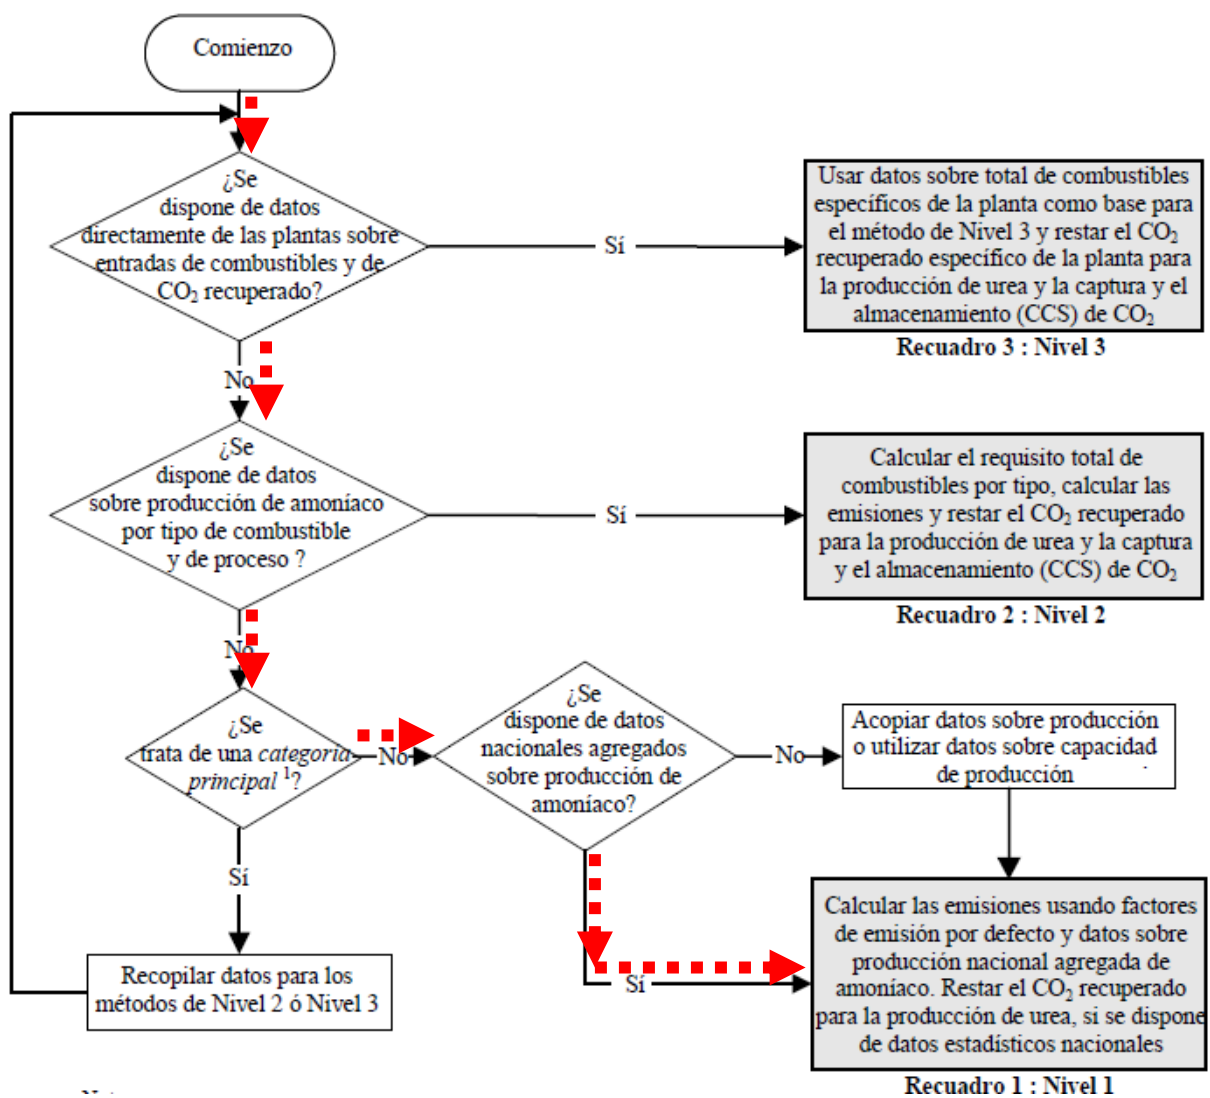 Comienzo
¿Se
dispone de datos
directamente de las plantas sobre
entradas de combustibles y de
CO₂ recuperado?
Sí
Usar datos sobre total de combustibles
específicos de la planta como base para
el método de Nivel 3 y restar el CO₂
recuperado específico de la planta para
la producción de urea y la captura y el
almacenamiento (CCS) de CO₂
Recuadro 3 : Nivel 3
No
¿Se
dispone de datos
sobre producción de amoníaco
por tipo de combustible
y de proceso ?
Sí
Calcular el requisito total de
combustibles por tipo, calcular las
emisiones y restar el CO₂ recuperado
para la producción de urea y la captura
y el almacenamiento (CCS) de CO₂
Recuadro 2 : Nivel 2
No
¿Se
trata de una categoría
principal ¹?
No
¿Se
dispone de datos
nacionales agregados
sobre producción de
amoníaco?
No
Acopiar datos sobre producción
o utilizar datos sobre capacidad
de producción
Sí
Recopilar datos para los
métodos de Nivel 2 ó Nivel 3
Sí
Calcular las emisiones usando factores
de emisión por defecto y datos sobre
producción nacional agregada de
amoníaco. Restar el CO₂ recuperado
para la producción de urea, si se dispone
de datos estadísticos nacionales
Recuadro 1 : Nivel 1